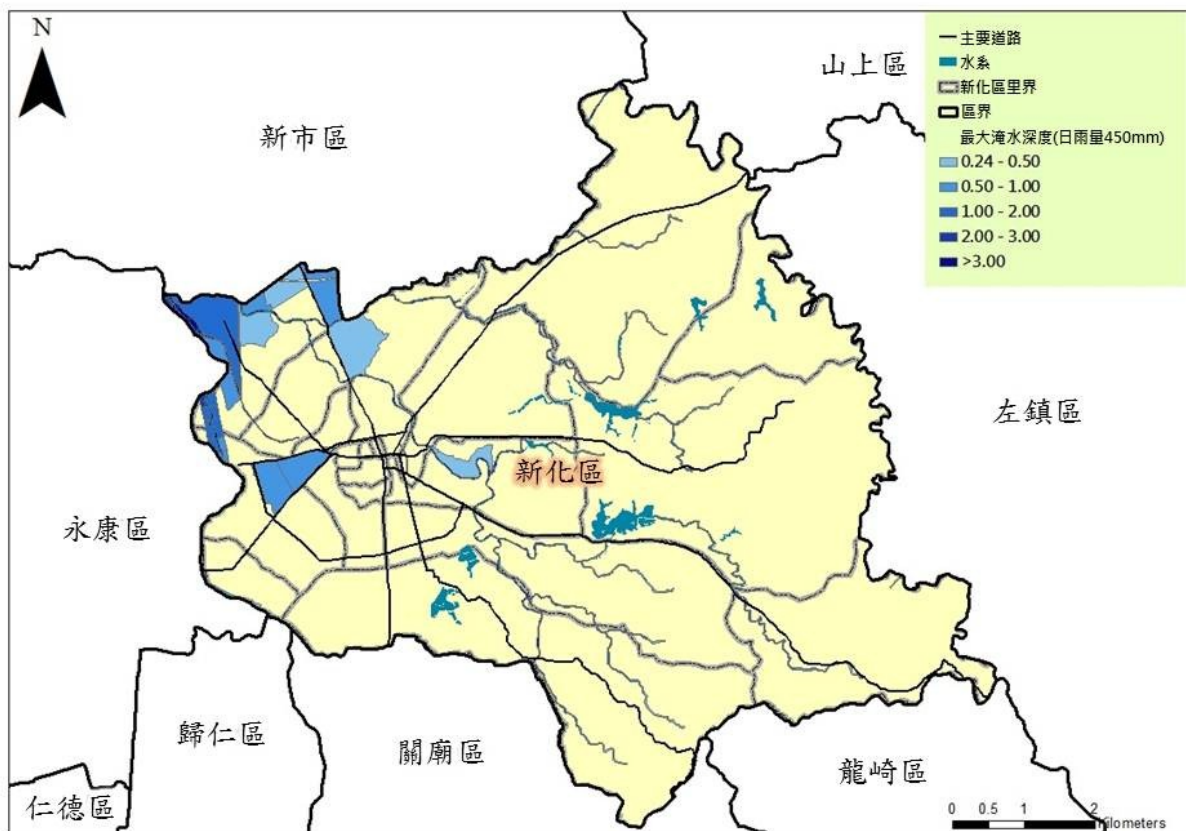 N
新市區
山上區
左鎮區
永康區
新化區
歸仁區
關廟區
龍崎區
仁德區
主要道路
水系
新化區里界
區界
最大淹水深度(日雨量450mm)
0.24 - 0.50
0.50 - 1.00
1.00 - 2.00
2.00 - 3.00
>3.00
0 0.5 1 2
Kilometers